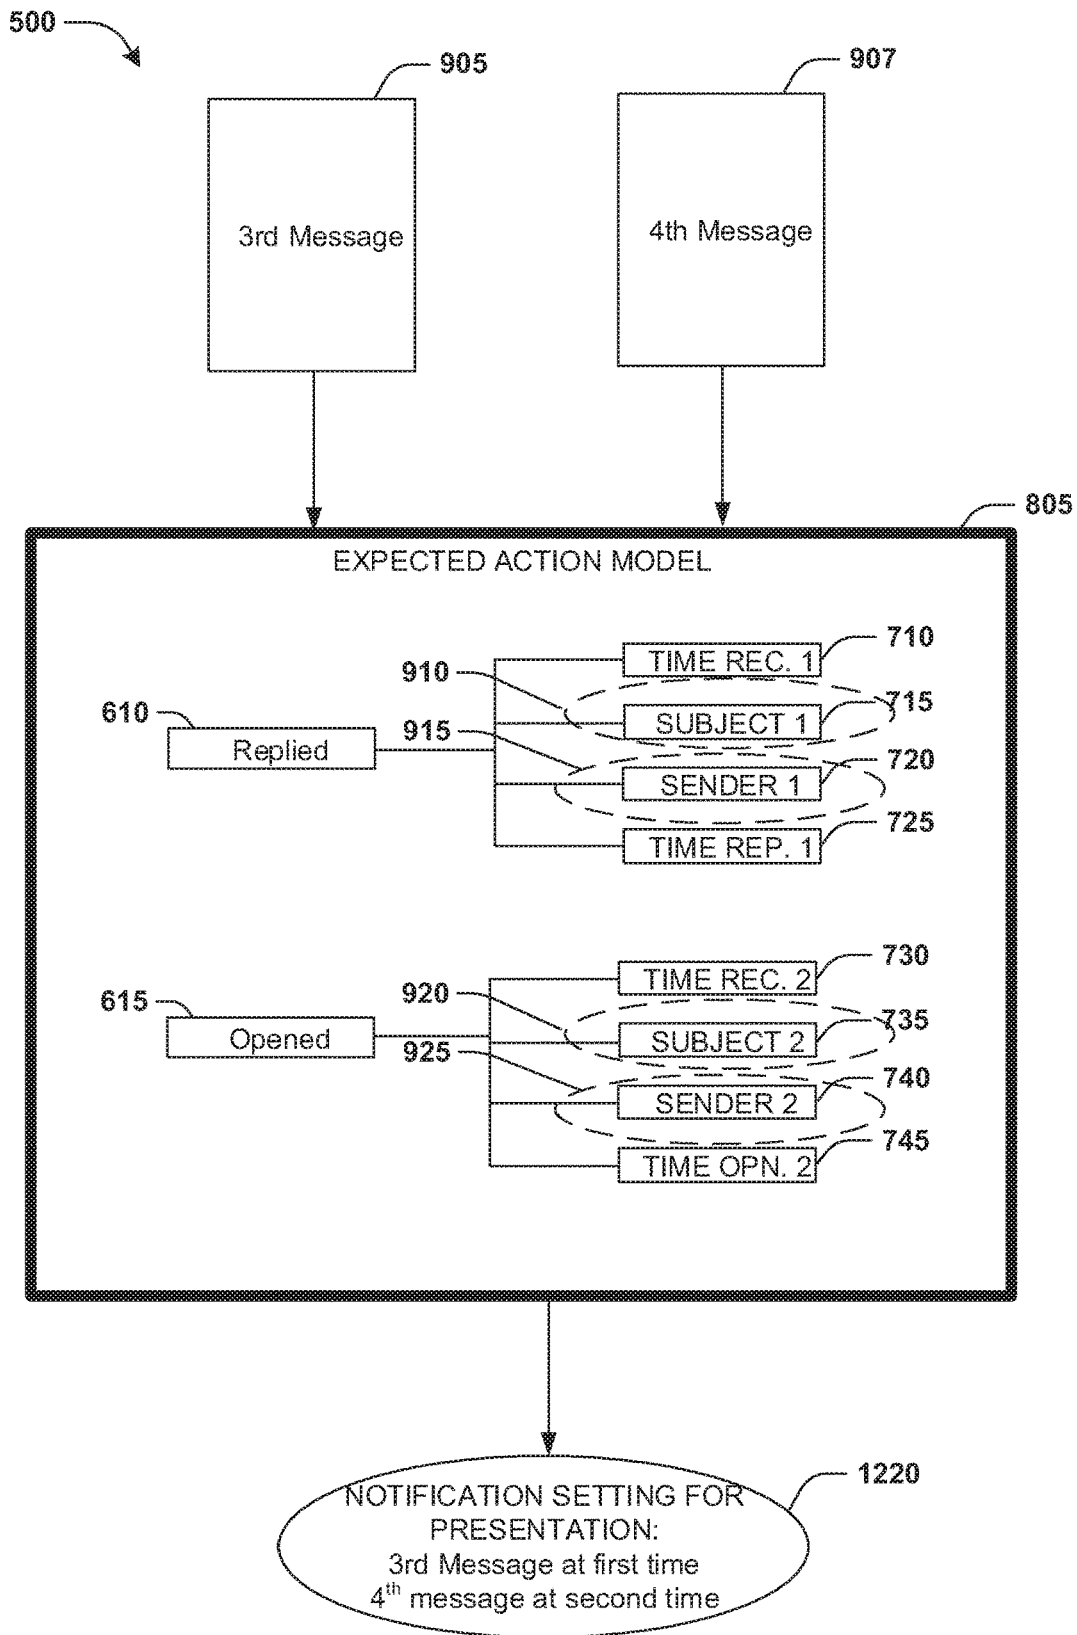 500
905
907
3rd Message
4th Message
805
EXPECTED ACTION MODEL
710
TIME REC. 1
910
715
SUBJECT 1
610
Replied
915
720
SENDER 1
725
TIME REP. 1
730
TIME REC. 2
920
735
SUBJECT 2
615
Opened
925
740
SENDER 2
745
TIME OPN. 2
1220
NOTIFICATION SETTING FOR
PRESENTATION:
3rd Message at first time
4th message at second time